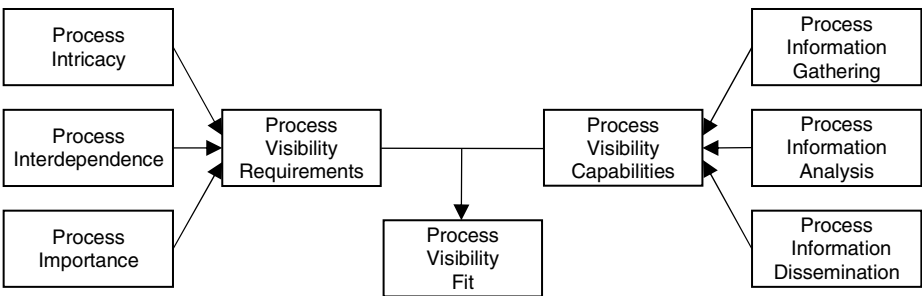 Process
Intricacy
Process
Interdependence
Process
Importance
Process
Visibility
Requirements
Process
Visibility
Fit
Process
Visibility
Capabilities
Process
Information
Gathering
Process
Information
Analysis
Process
Information
Dissemination